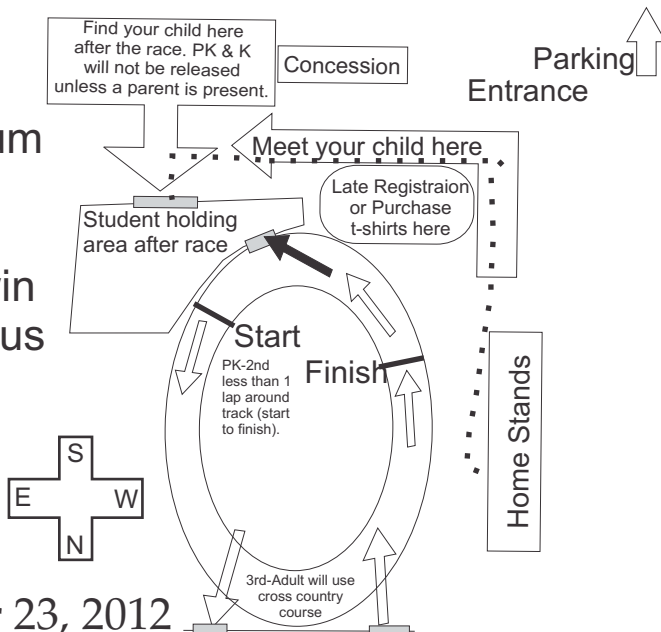 Find your child here
after the race. PK & K
will not be released
unless a parent is present.
Concession
Parking
Entrance
Meet your child here
Late Registraion
or Purchase
t-shirts here
Student holding
area after race
Start
PK-2nd
less than 1
lap around
track (start
to finish).
Finish
Home Stands
S
E W
N
3rd-Adult will use
cross country
course
23, 2012